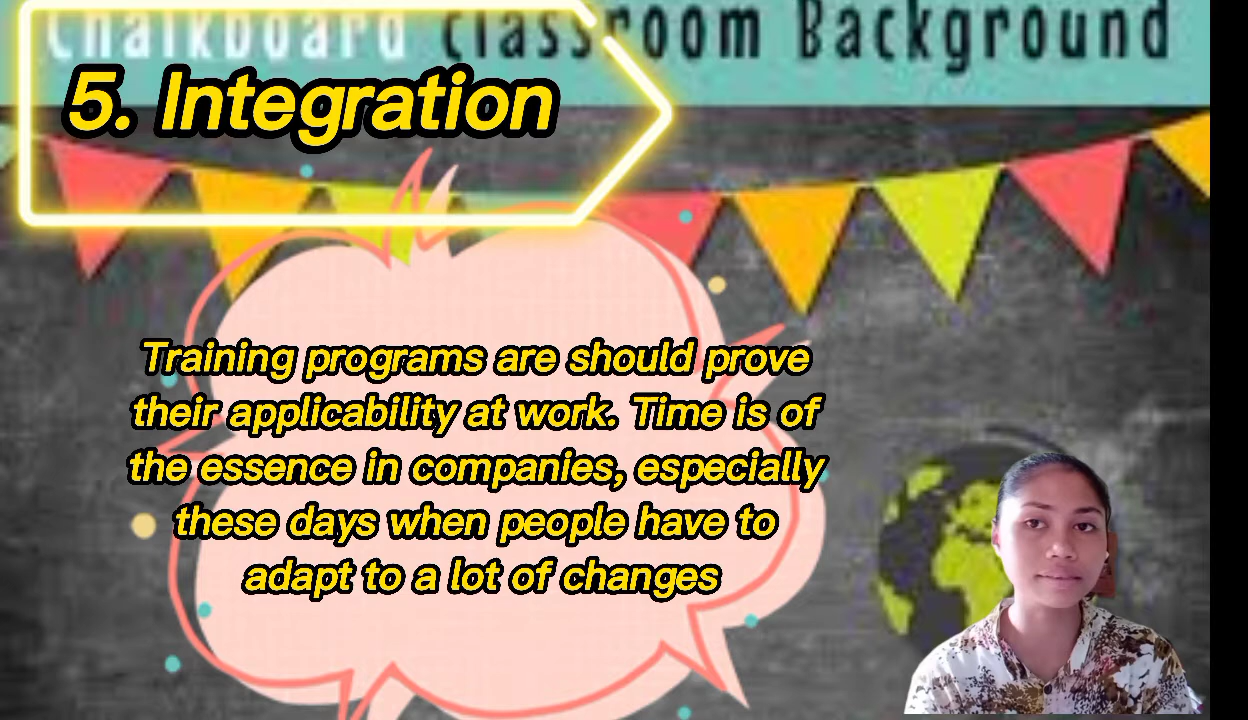 Chalkboard Classroom Background
5. Integration
Training programs are should prove
their applicability at work. Time is of
the essence in companies, especially
these days when people have to
adapt to a lot of changes